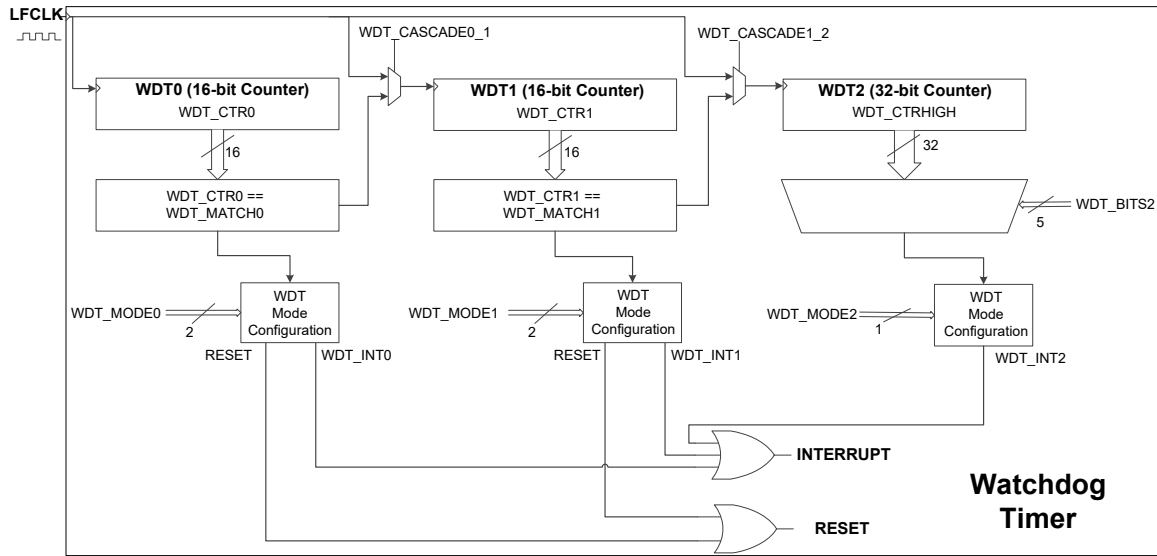 LFCLK
WDT_CASCADE0_1
WDT_CASCADE1_2
WDT0 (16-bit Counter)
WDT_CTR0
WDT1 (16-bit Counter)
WDT_CTR1
WDT2 (32-bit Counter)
WDT_CTRHIGH
16
16
32
WDT_CTR0 ==
WDT_MATCH0
WDT_CTR1 ==
WDT_MATCH1
WDT_BITS2
5
WDT_MODE0
2
WDT
Mode
Configuration
WDT_MODE1
2
WDT
Mode
Configuration
WDT_MODE2
1
WDT
Mode
Configuration
RESET
WDT_INT0
RESET
WDT_INT1
WDT_INT2
INTERRUPT
RESET
Watchdog
Timer